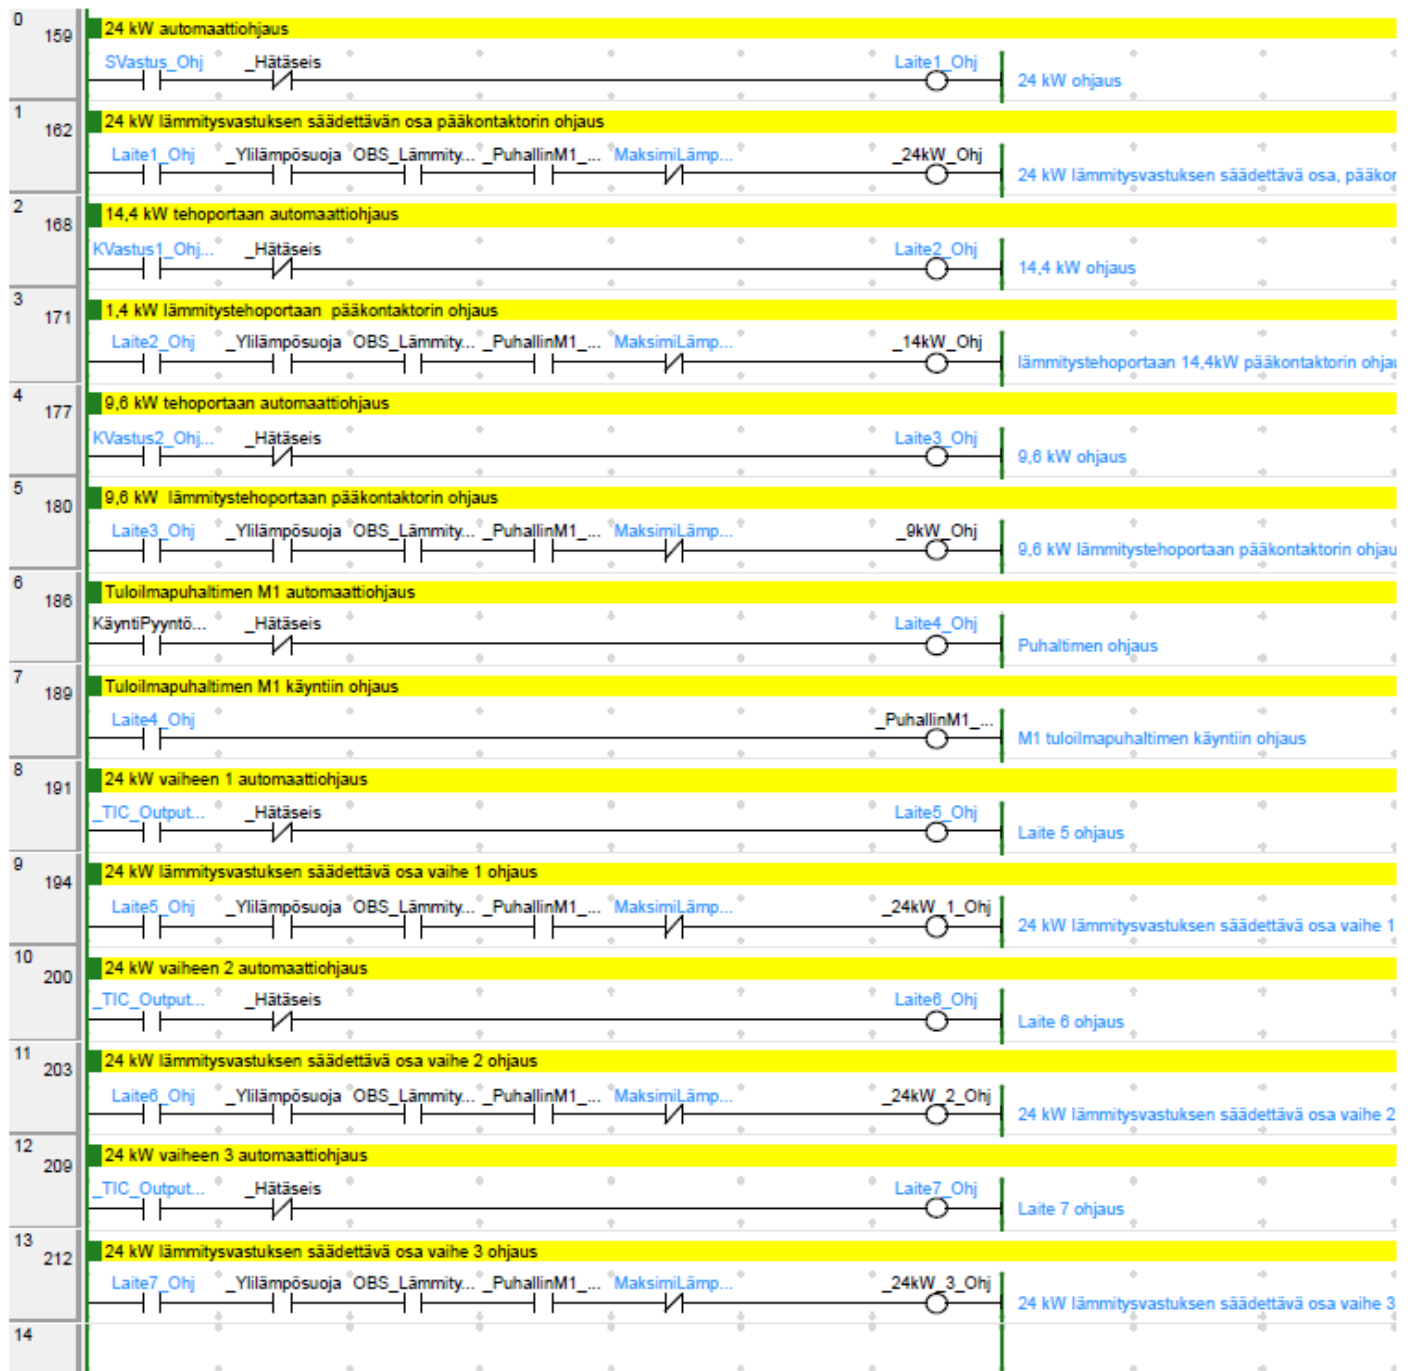 0
159
24 kW automaattiohjaus
SVastus_Ohj _Hätäseis Laite1_Ohj
24 kW ohjaus
1
162
24 kW lämmitysvastuksen säädettävän osa pääkontaktorin ohjaus
Laite1_Ohj _Ylilämpösuoja OBS_Lämmity... _PuhallinM1_... MaksimiLämp... _24kW_Ohj
24 kW lämmitysvastuksen säädettävä osa, pääkor
2
168
14,4 kW tehoportaan automaattiohjaus
KVastus1_Ohj... _Hätäseis Laite2_Ohj
14,4 kW ohjaus
3
171
1,4 kW lämmitystehoportaan pääkontaktorin ohjaus
Laite2_Ohj _Ylilämpösuoja OBS_Lämmity... _PuhallinM1_... MaksimiLämp... _14kW_Ohj
lämmitystehoportaan 14,4kW pääkontaktorin ohjau
4
177
9,6 kW tehoportaan automaattiohjaus
KVastus2_Ohj... _Hätäseis Laite3_Ohj
9,6 kW ohjaus
5
180
9,6 kW lämmitystehoportaan pääkontaktorin ohjaus
Laite3_Ohj _Ylilämpösuoja OBS_Lämmity... _PuhallinM1_... MaksimiLämp... _9kW_Ohj
9,6 kW lämmitystehoportaan pääkontaktorin ohjau
6
186
Tuloilmapuhaltimen M1 automaattiohjaus
KäyntiPyyntö... _Hätäseis Laite4_Ohj
Puhaltimen ohjaus
7
189
Tuloilmapuhaltimen M1 käyntiin ohjaus
Laite4_Ohj _PuhallinM1_...
M1 tuloilmapuhaltimen käyntiin ohjaus
8
191
24 kW vaiheen 1 automaattiohjaus
_TIC_Output... _Hätäseis Laite5_Ohj
Laite 5 ohjaus
9
194
24 kW lämmitysvastuksen säädettävä osa vaihe 1 ohjaus
Laite5_Ohj _Ylilämpösuoja OBS_Lämmity... _PuhallinM1_... MaksimiLämp... _24kW_1_Ohj
24 kW lämmitysvastuksen säädettävä osa vaihe 1
10
200
24 kW vaiheen 2 automaattiohjaus
_TIC_Output... _Hätäseis Laite6_Ohj
Laite 6 ohjaus
11
203
24 kW lämmitysvastuksen säädettävä osa vaihe 2 ohjaus
Laite6_Ohj _Ylilämpösuoja OBS_Lämmity... _PuhallinM1_... MaksimiLämp... _24kW_2_Ohj
24 kW lämmitysvastuksen säädettävä osa vaihe 2
12
209
24 kW vaiheen 3 automaattiohjaus
_TIC_Output... _Hätäseis Laite7_Ohj
Laite 7 ohjaus
13
212
24 kW lämmitysvastuksen säädettävä osa vaihe 3 ohjaus
Laite7_Ohj _Ylilämpösuoja OBS_Lämmity... _PuhallinM1_... MaksimiLämp... _24kW_3_Ohj
24 kW lämmitysvastuksen säädettävä osa vaihe 3
14